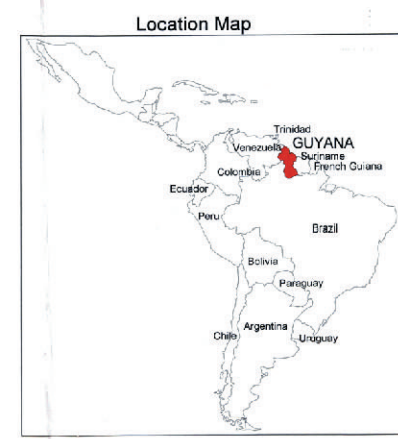 Location Map
Trinidad
GUYANA
Venezuela
Suriname
French Guiana
Colombia
Ecuador
Peru
Brazil
Bolivia
Paraguay
Argentina
Chile
Uruguay